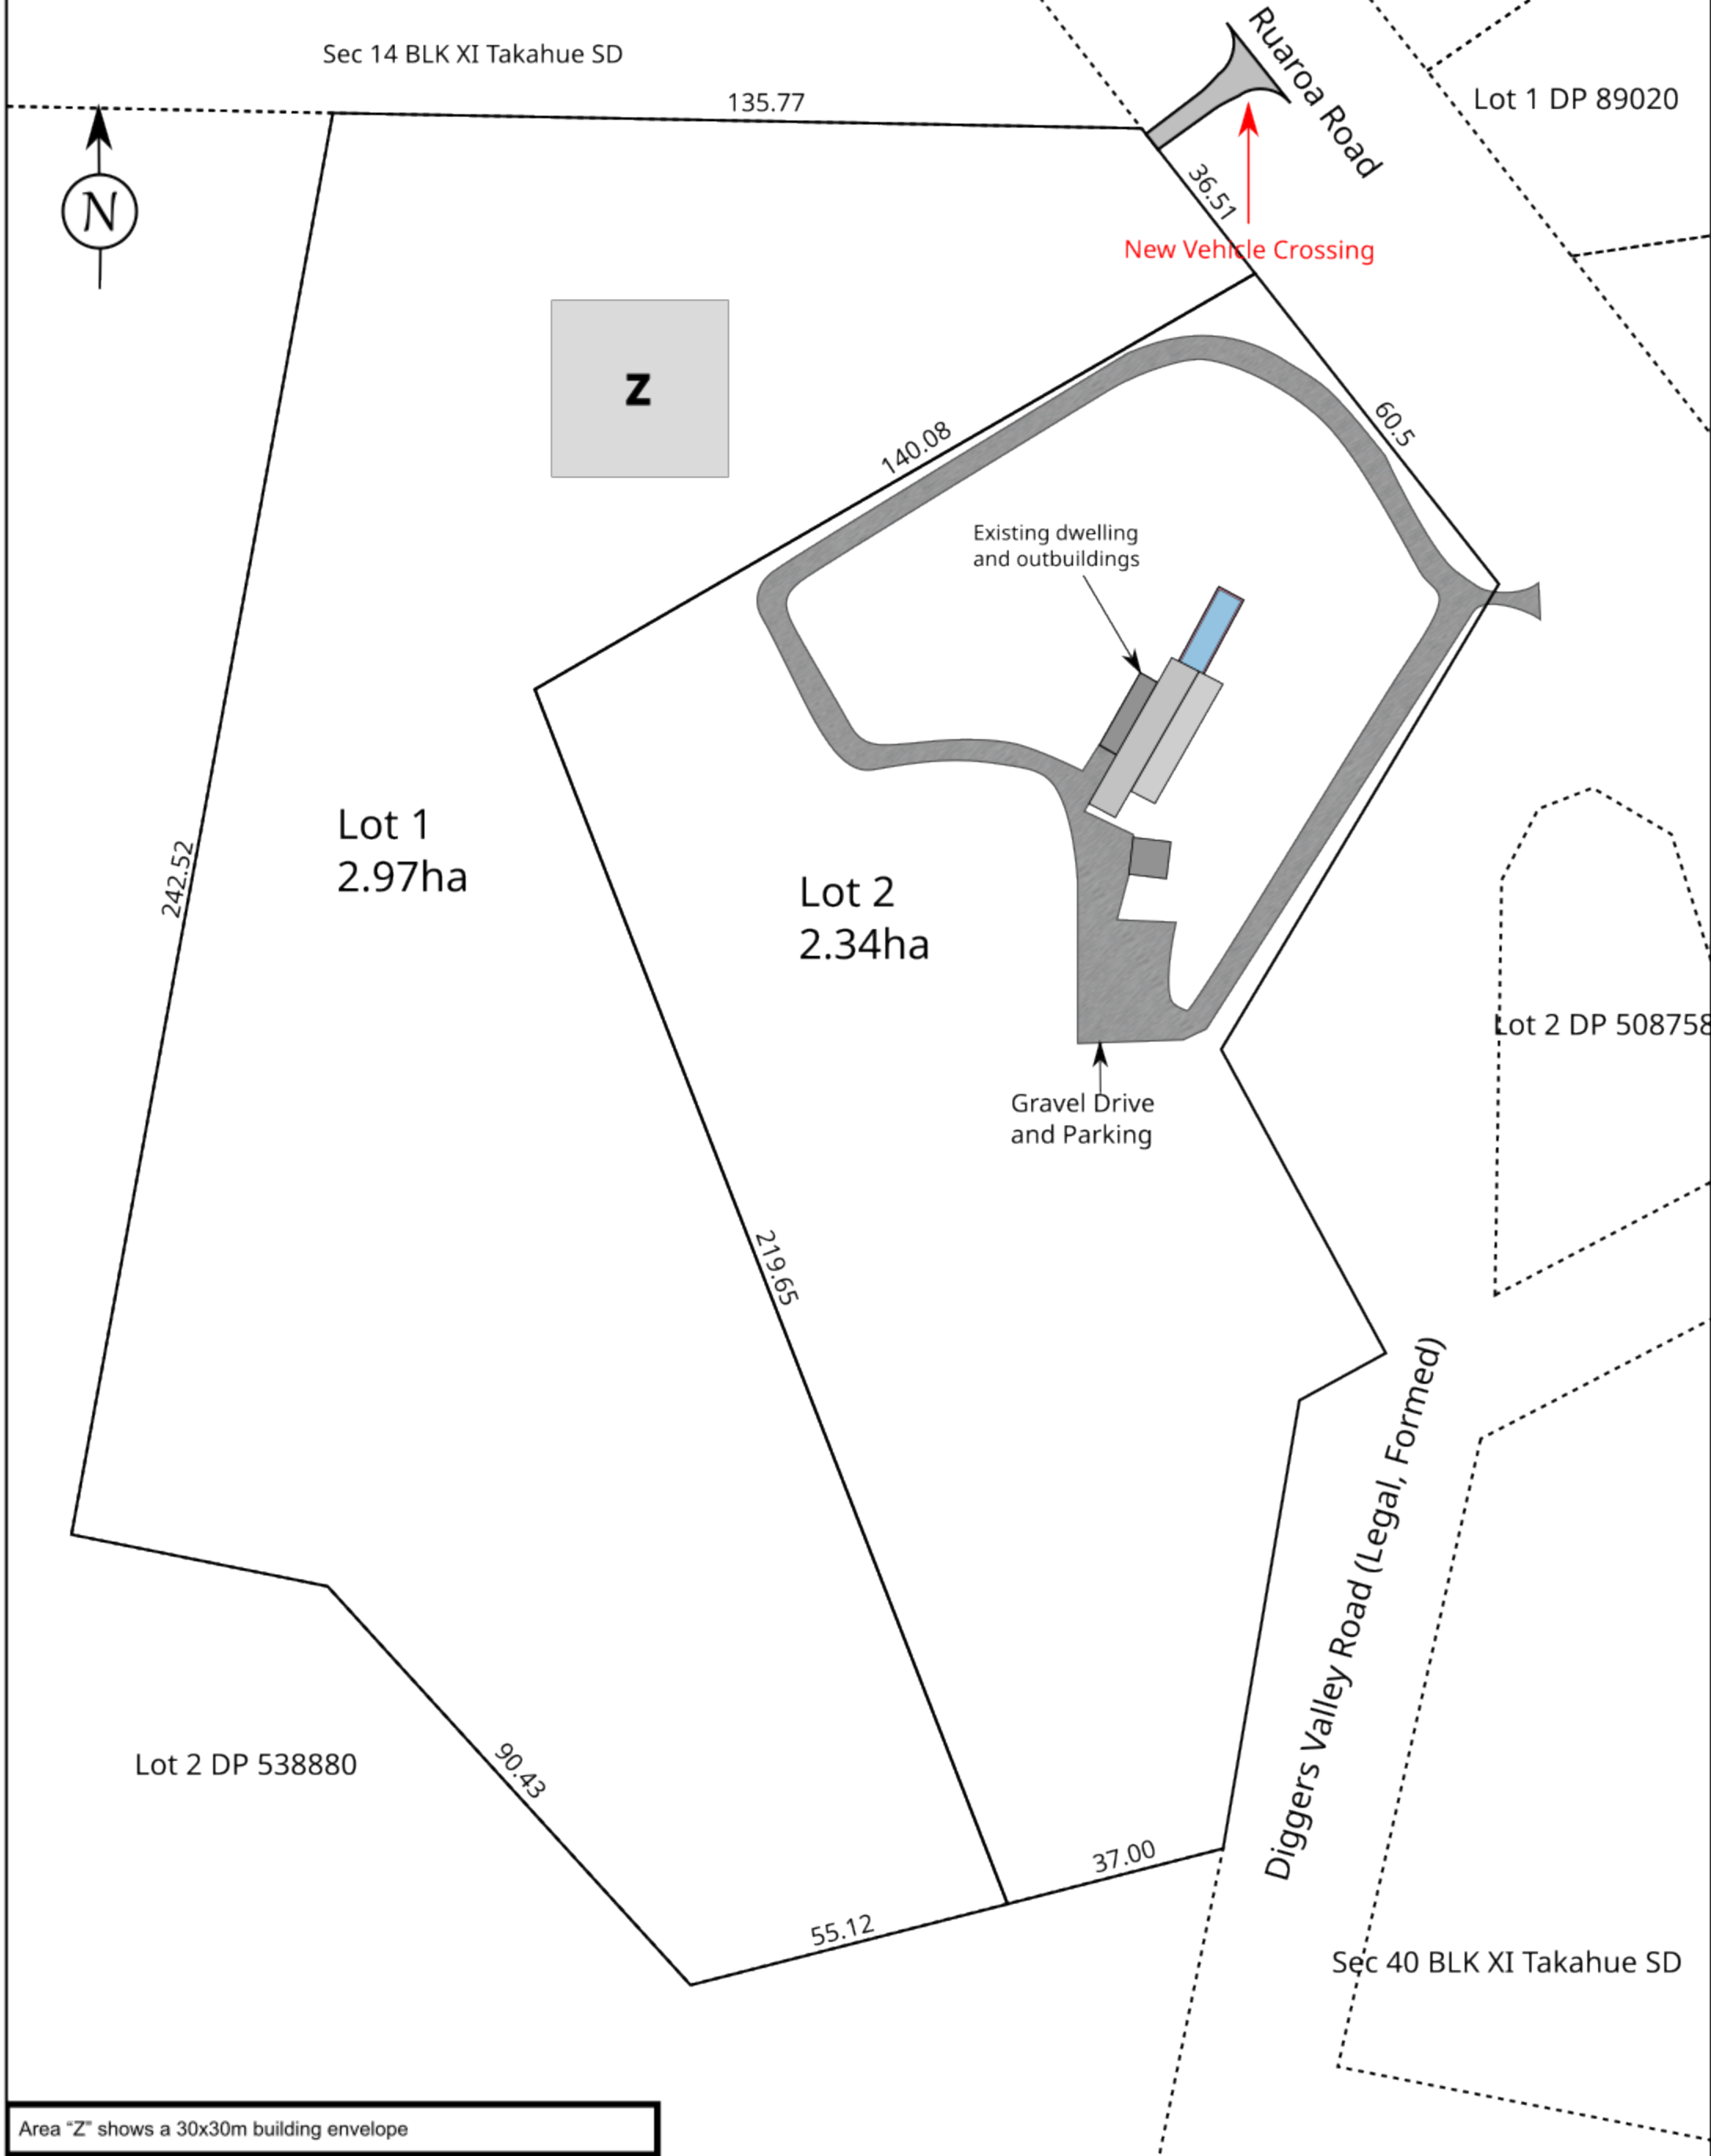 Sec 14 BLK XI Takahue SD
135.77
Ruaroa Road
Lot 1 DP 89020
N
36.51
New Vehicle Crossing
Z
60.5
140.08
Existing dwelling
and outbuildings
242.52
Lot 1
2.97ha
Lot 2
2.34ha
Lot 2 DP 508758
Gravel Drive
and Parking
219.65
Diggers Valley Road (Legal, Formed)
90.43
Lot 2 DP 538880
37.00
55.12
Sec 40 BLK XI Takahue SD
Area “Z” shows a 30x30m building envelope